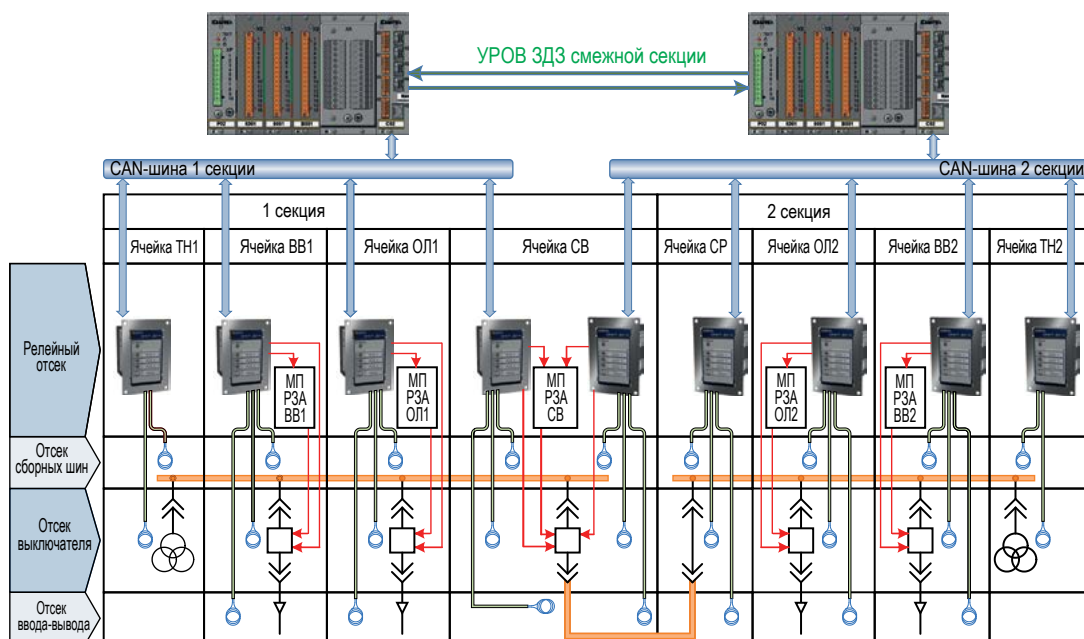 УРОВ ЗДЗ смежной секции
CAN-шина 1 секции
CAN-шина 2 секции
1 секция
2 секция
Ячейка ТН1
Ячейка ВВ1
Ячейка ОЛ1
Ячейка СВ
Ячейка СР
Ячейка ОЛ2
Ячейка ВВ2
Ячейка ТН2
Релейный
отсек
МП
РЗА
ВВ1
МП
РЗА
ОЛ1
МП
РЗА
СВ
МП
РЗА
ОЛ2
МП
РЗА
ВВ2
Отсек
сборных шин
Отсек
выключателя
Отсек
ввода-вывода